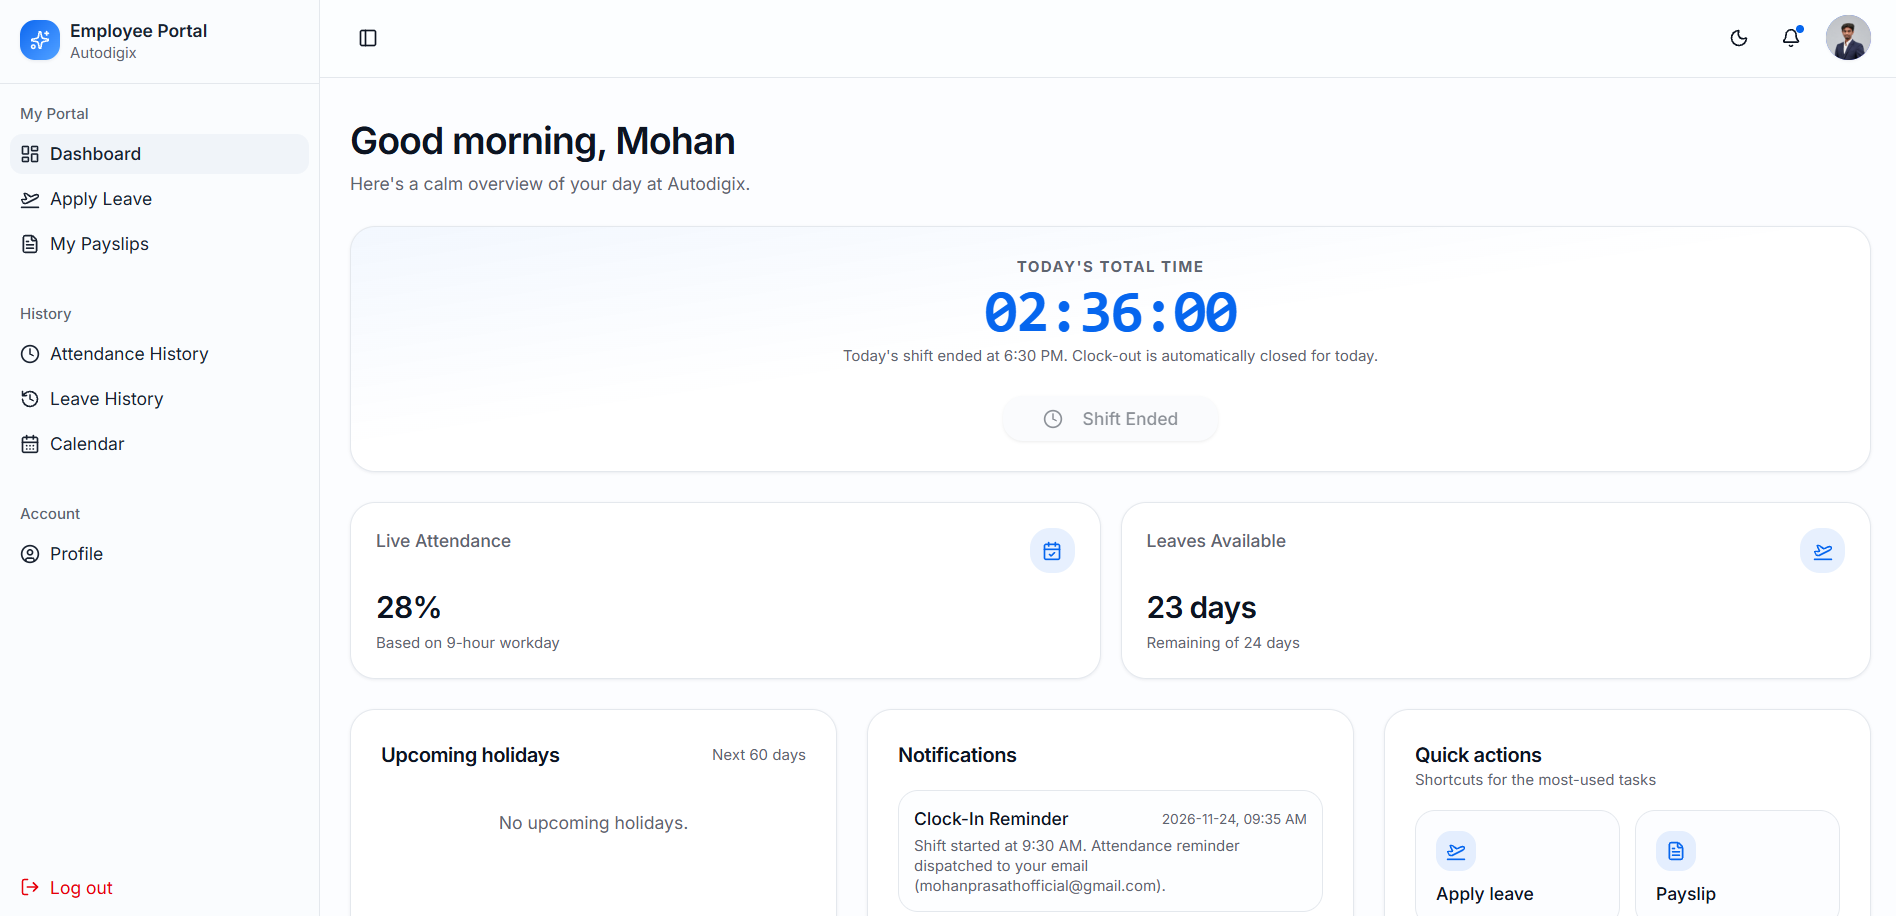 Employee Portal
Autodigix
My Portal
Dashboard
Apply Leave
My Payslips
History
Attendance History
Leave History
Calendar
Account
Profile
Log out
Good morning, Mohan
Here's a calm overview of your day at Autodigix.
TODAY'S TOTAL TIME
02:36:00
Today's shift ended at 6:30 PM. Clock-out is automatically closed for today.
Shift Ended
Live Attendance
28%
Based on 9-hour workday
Leaves Available
23 days
Remaining of 24 days
Upcoming holidays
Next 60 days
No upcoming holidays.
Notifications
Clock-In Reminder
2026-11-24, 09:35 AM
Shift started at 9:30 AM. Attendance reminder
dispatched to your email
(mohanprasathofficial@gmail.com).
Quick actions
Shortcuts for the most-used tasks
Apply leave
Payslip